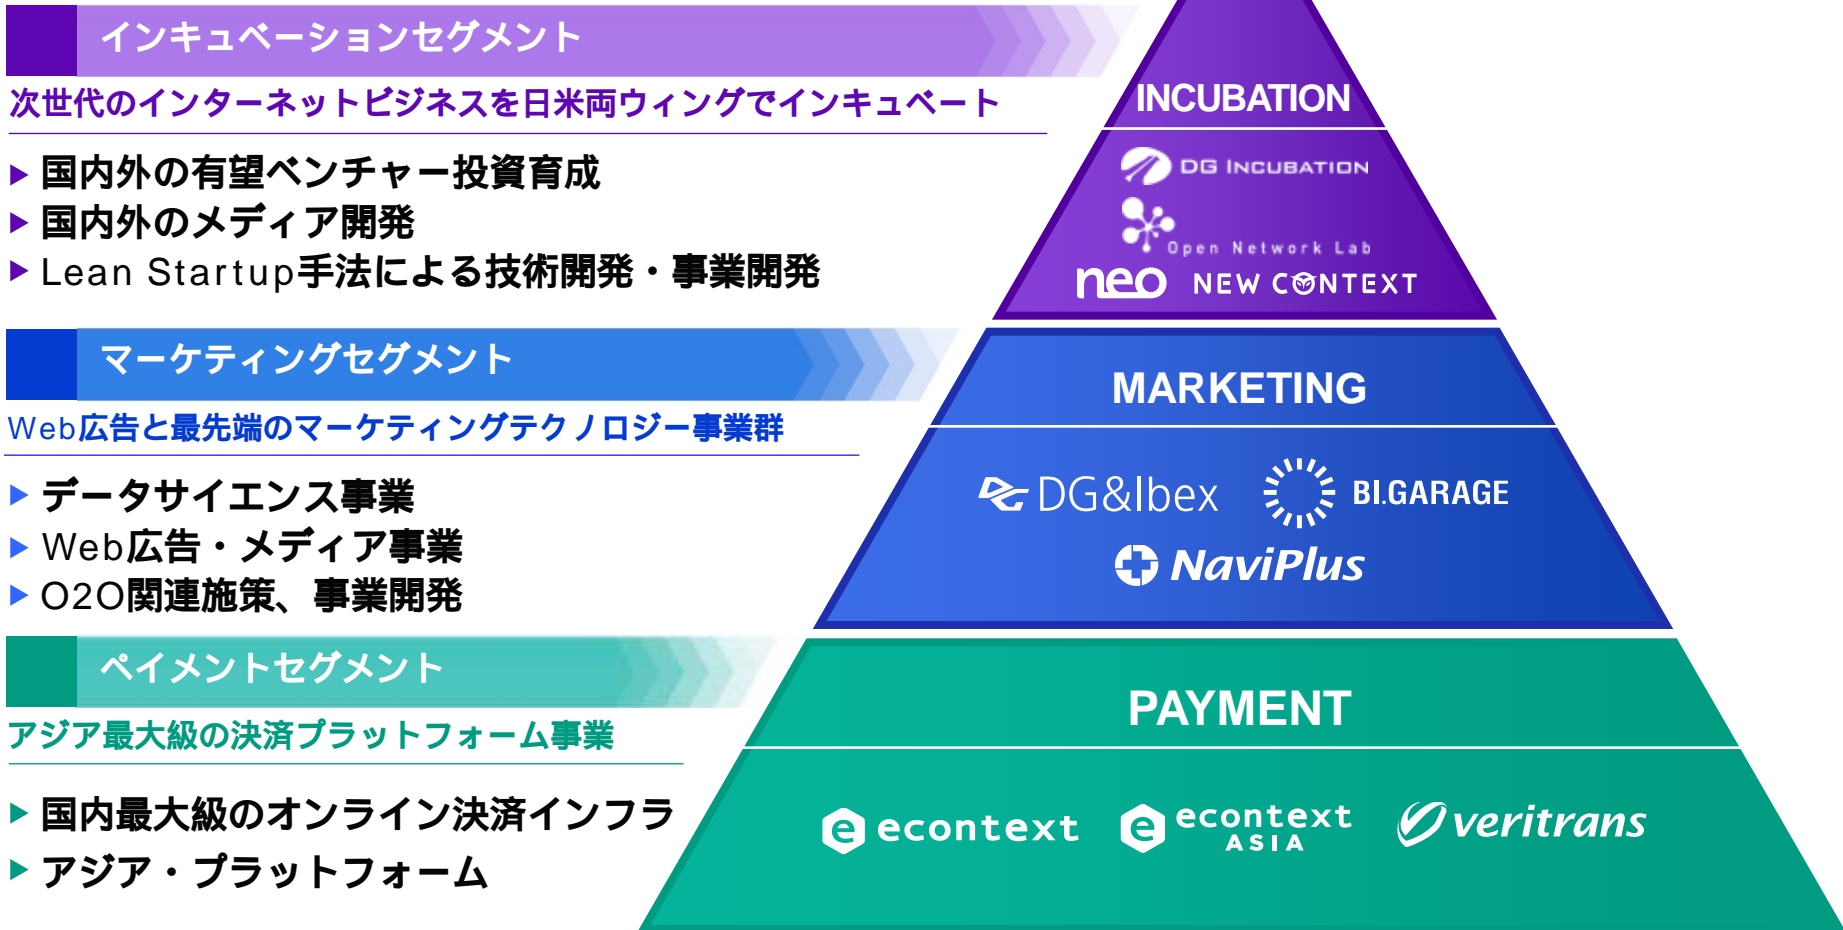 インキュベーションセグメント
次世代のインターネットビジネスを日米両ウィングでインキュベート
国内外の有望ベンチャー投資育成
国内外のメディア開発
Lean Startup手法による技術開発・事業開発
INCUBATION
DG INCUBATION
Open Network Lab
neo NEW CONTEXT
マーケティングセグメント
Web広告と最先端のマーケティングテクノロジー事業群
データサイエンス事業
Web広告・メディア事業
O2O関連施策、事業開発
MARKETING
DG DG&Ibex BI.GARAGE
NaviPlus
ペイメントセグメント
アジア最大級の決済プラットフォーム事業
国内最大級のオンライン決済インフラ
アジア・プラットフォーム
PAYMENT
e econtext e econtext ASIA veritrans